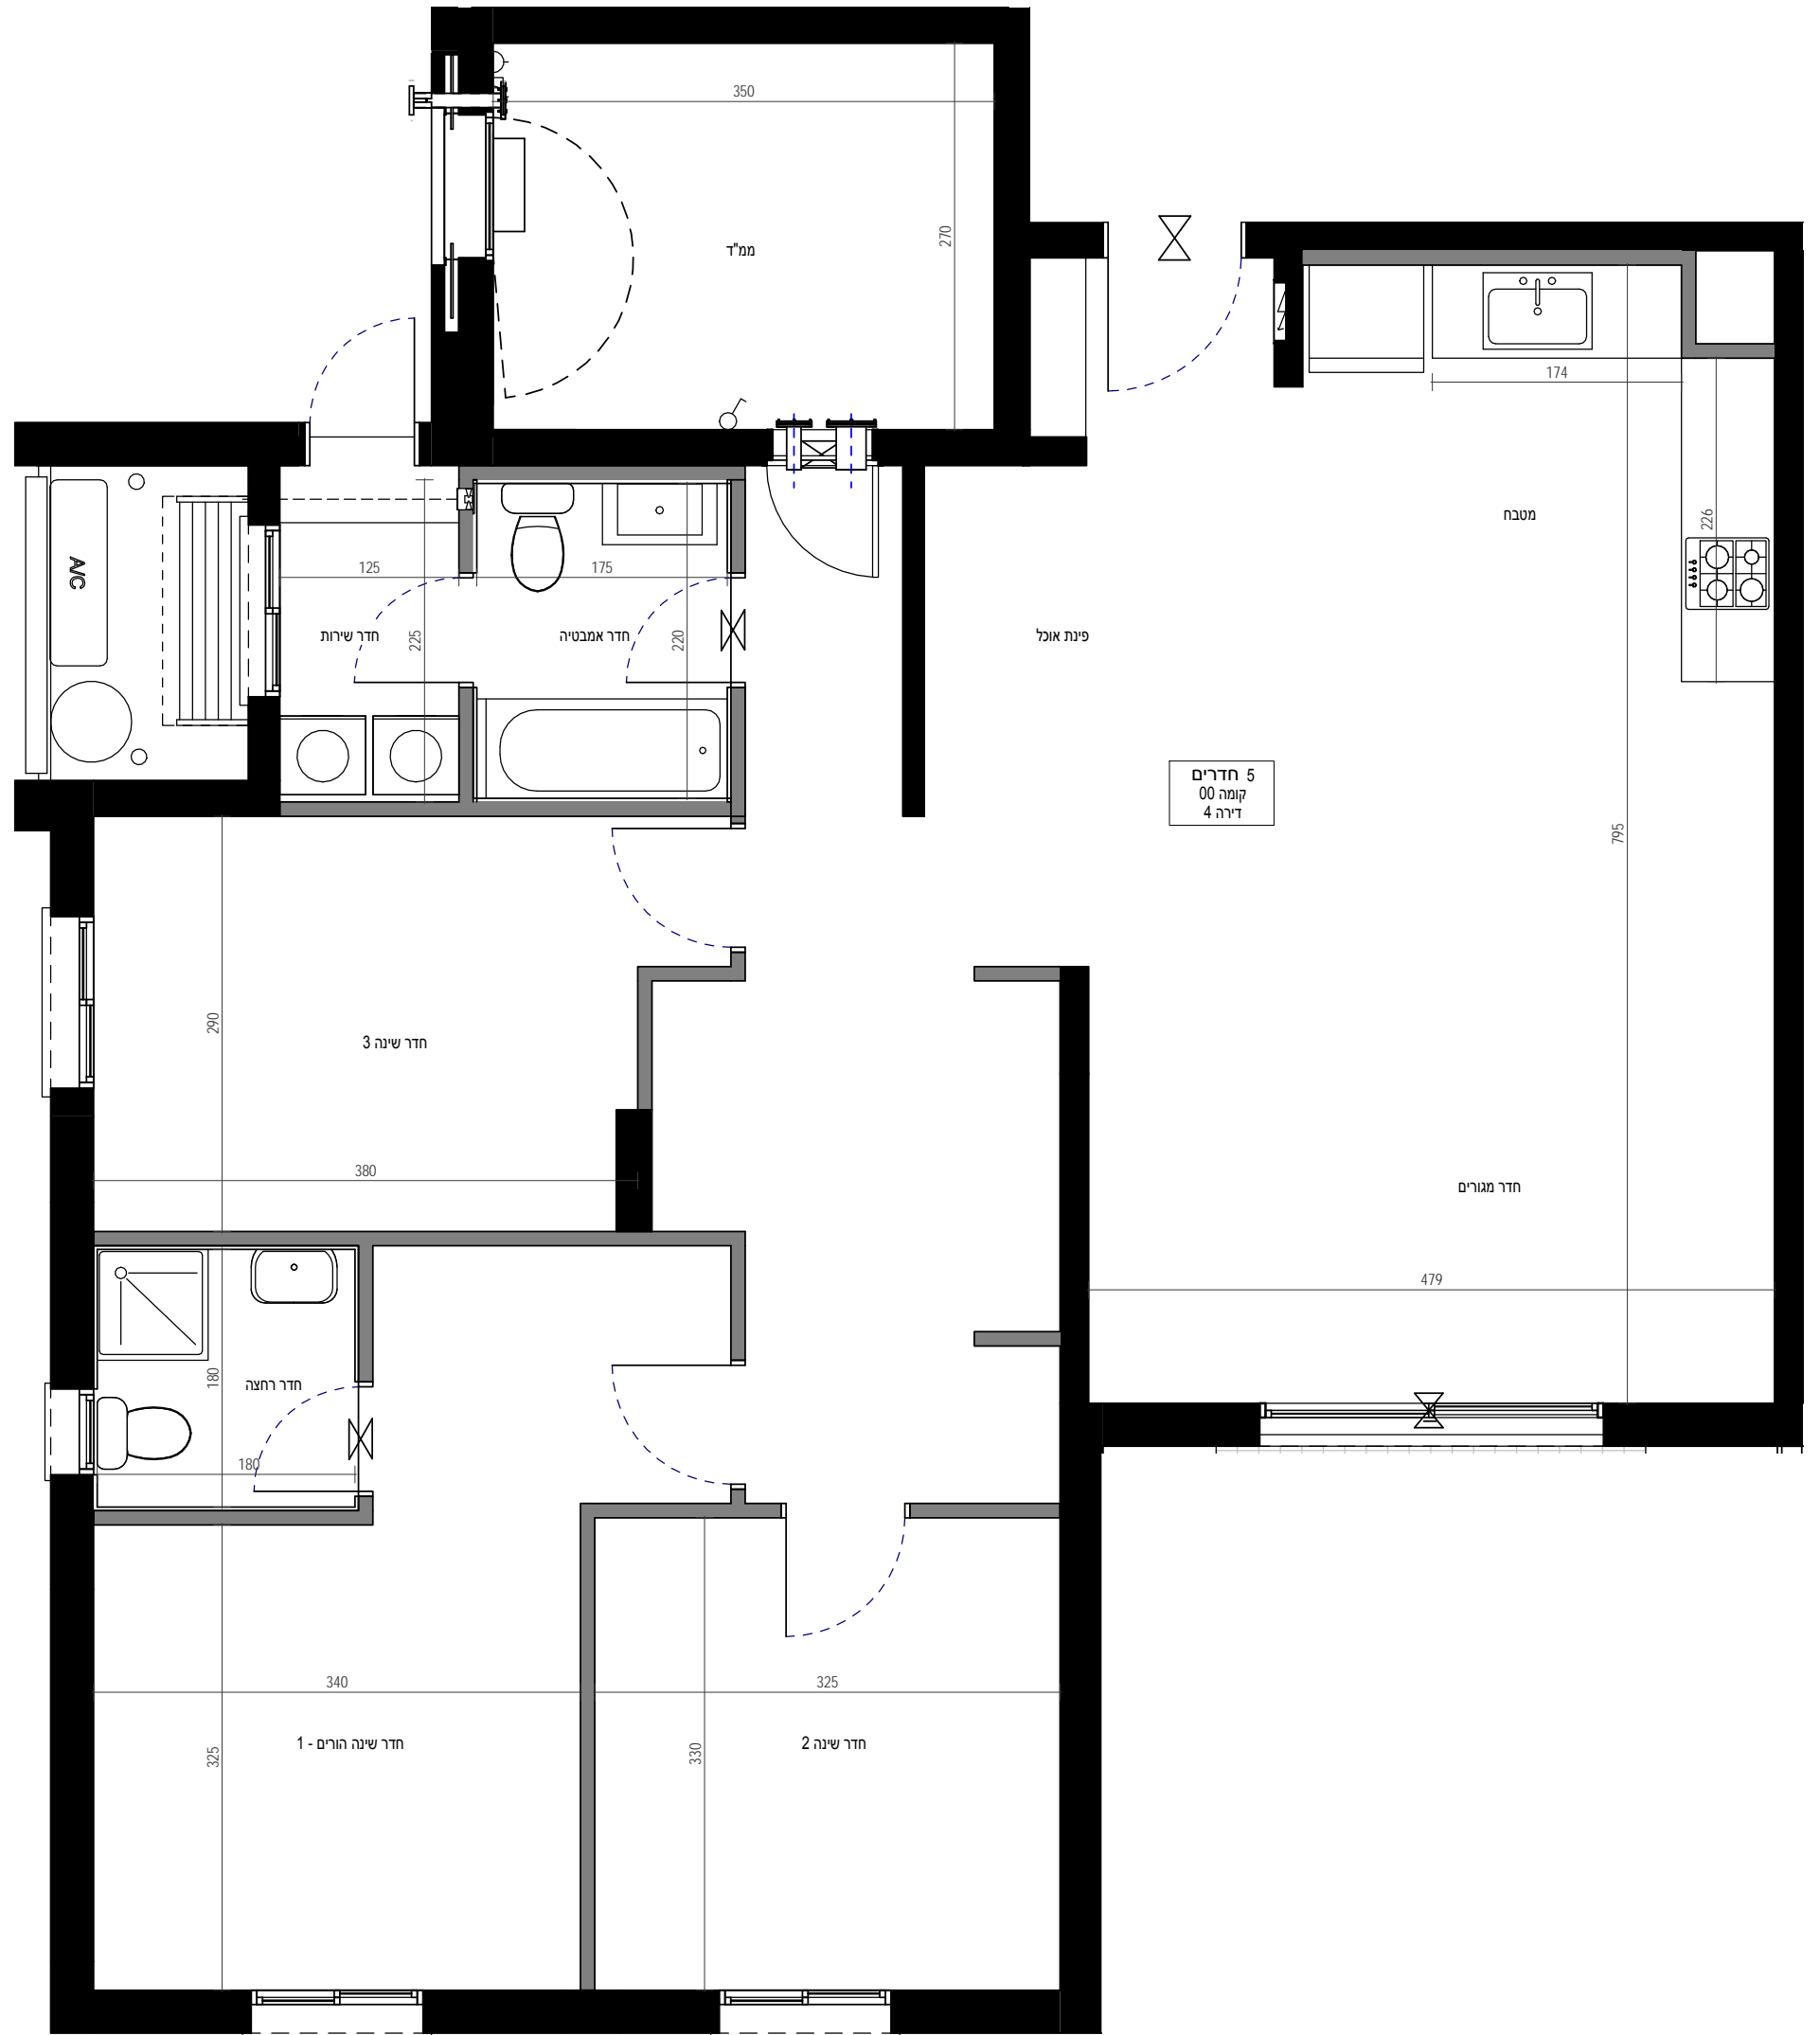 350
270
ממ"ד
174
226
מטבח
A/C
125
175
225
220
חדר שירות
חדר אמבטיה
פינת אוכל
5 חדרים
קומה 00
דירה 4
795
290
חדר שינה 3
380
חדר מגורים
479
180
חדר רחצה
180
340
325
325
330
חדר שינה הורים - 1
חדר שינה 2